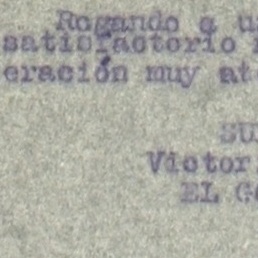 Rogando a u
satisfactorio
eración muy at
SU
Victor
EL G